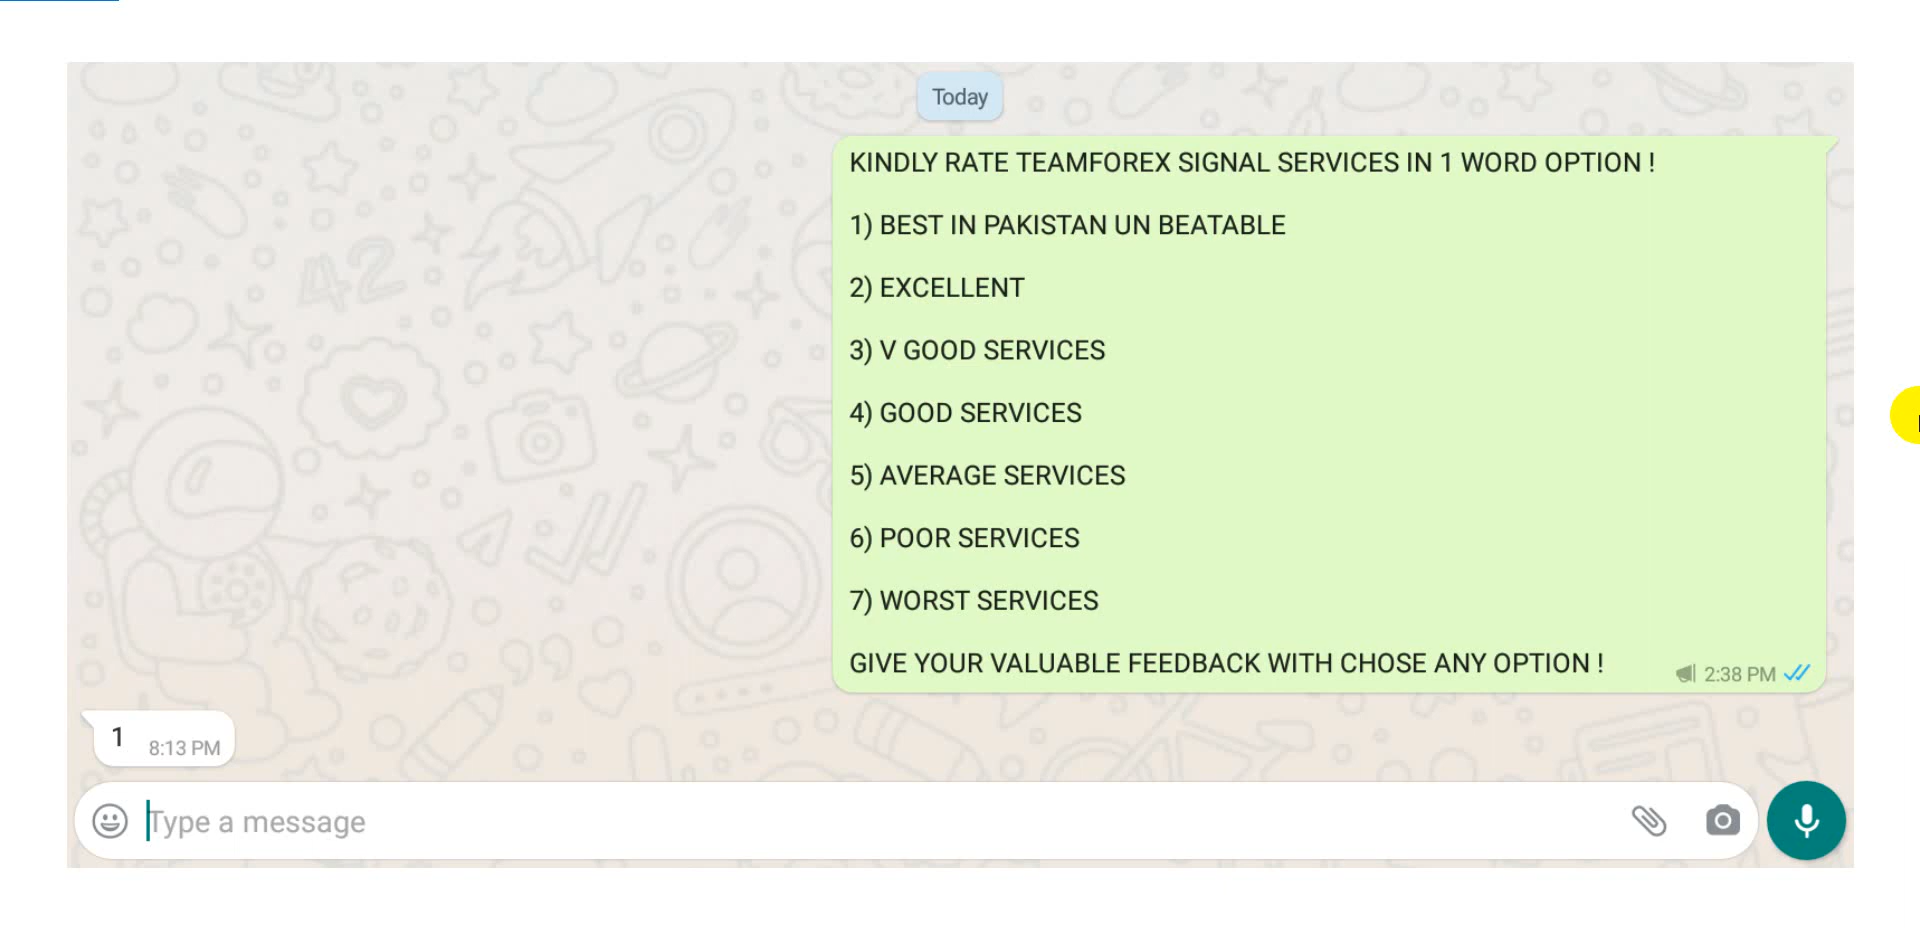 Today
KINDLY RATE TEAMFOREX SIGNAL SERVICES IN 1 WORD OPTION !
1) BEST IN PAKISTAN UN BEATABLE
2) EXCELLENT
3) V GOOD SERVICES
4) GOOD SERVICES
5) AVERAGE SERVICES
6) POOR SERVICES
7) WORST SERVICES
GIVE YOUR VALUABLE FEEDBACK WITH CHOSE ANY OPTION !
2:38 PM
1
8:13 PM
Type a message